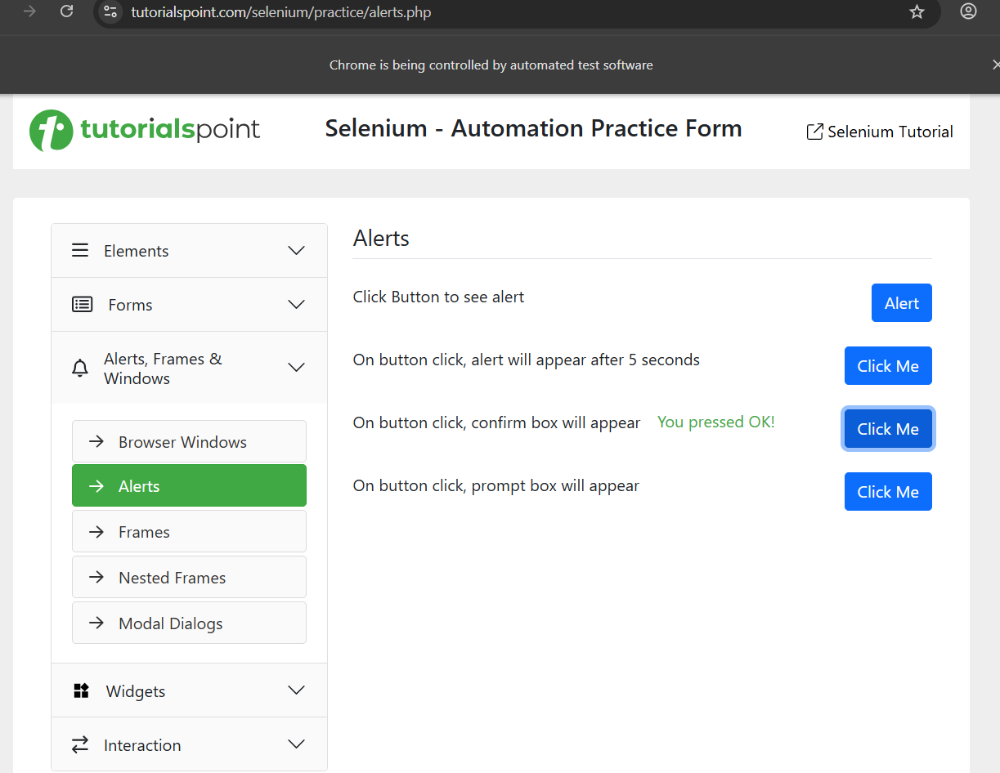 tutorialspoint.com/selenium/practice/alerts.php
Chrome is being controlled by automated test software
tutorialspoint
Selenium - Automation Practice Form
Selenium Tutorial
Elements
Forms
Alerts, Frames &
Windows
Browser Windows
Alerts
Frames
Nested Frames
Modal Dialogs
Widgets
Interaction
Alerts
Click Button to see alert
Alert
On button click, alert will appear after 5 seconds
Click Me
On button click, confirm box will appear You pressed OK!
Click Me
On button click, prompt box will appear
Click Me